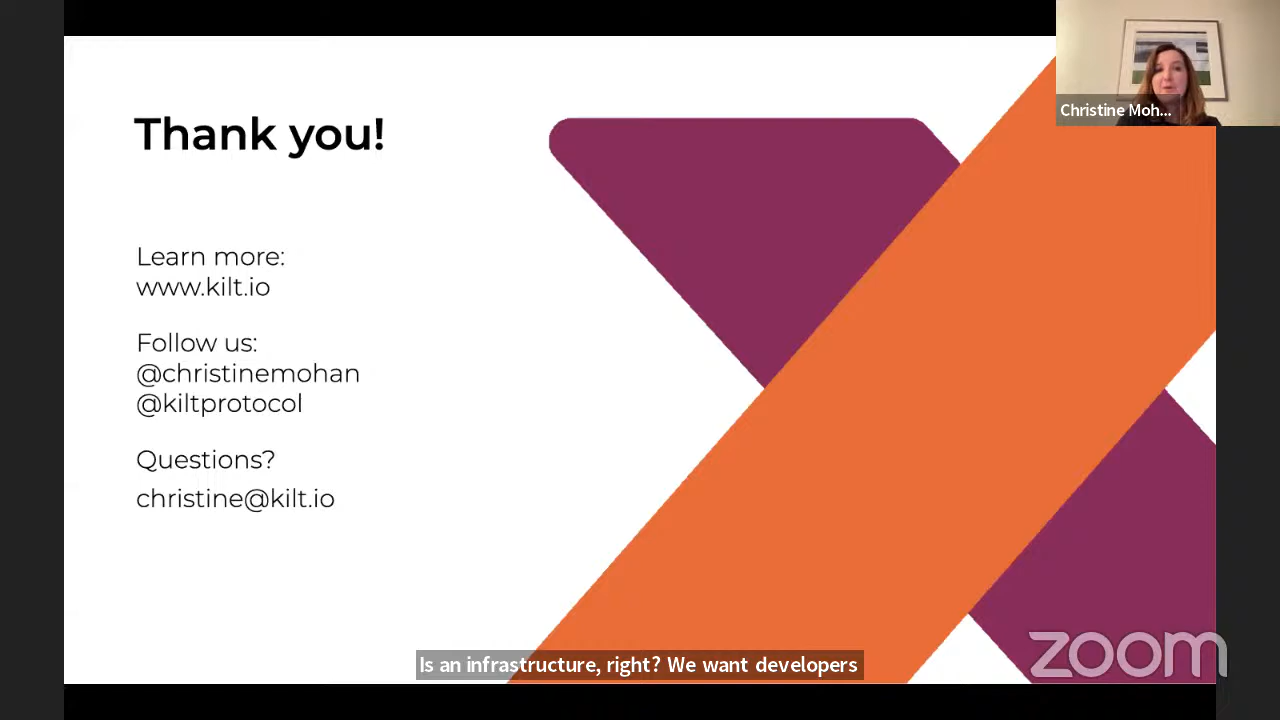 Thank you!
Learn more:
www.kilt.io
Follow us:
@christinemohan
@kiltprotocol
Questions?
christine@kilt.io
Christine Moh...
Is an infrastructure, right? We want developers
zoom